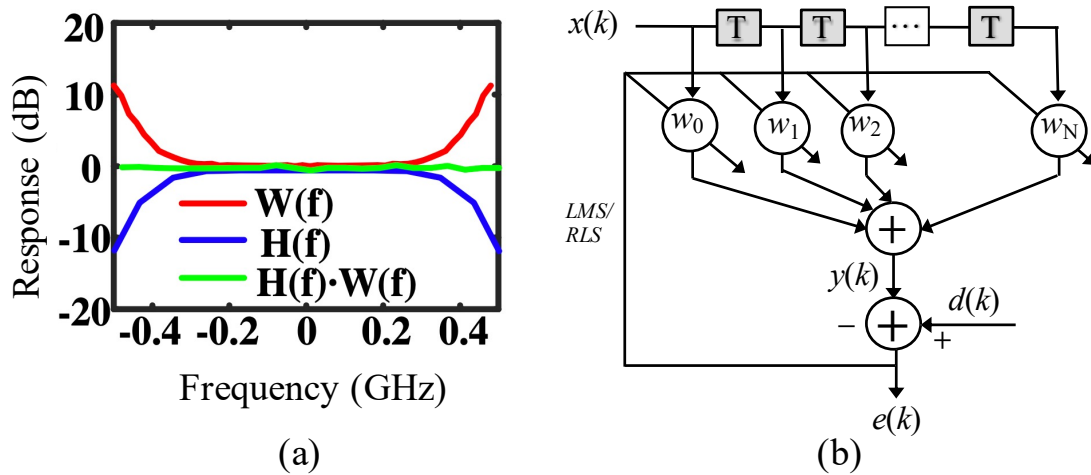 20
10
0
-10
-20
Response (dB)
W(f)
H(f)
H(f)·W(f)
-0.4 -0.2 0 0.2 0.4
Frequency (GHz)
(a)
x(k)
T T ... T
w0 w1 w2 wN
LMS/
RLS
+
y(k)
d(k)
− + +
e(k)
(b)